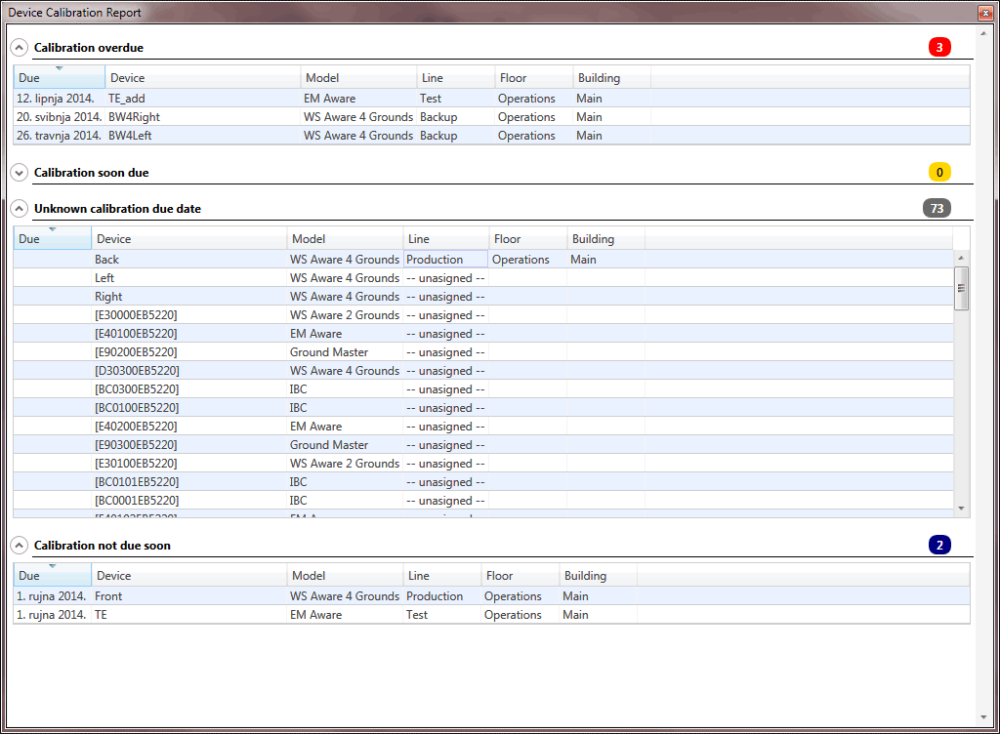 Device Calibration Report
Calibration overdue 3
Due Device Model Line Floor Building
12. lipnja 2014. TE_add EM Aware Test Operations Main
20. svibnja 2014. BW4Right WS Aware 4 Grounds Backup Operations Main
26. travnja 2014. BW4Left WS Aware 4 Grounds Backup Operations Main
Calibration soon due 0
Unknown calibration due date 73
Due Device Model Line Floor Building
Back WS Aware 4 Grounds Production Operations Main
Left WS Aware 4 Grounds -- unasigned --
Right WS Aware 4 Grounds -- unasigned --
[E30000EB5220] WS Aware 2 Grounds -- unasigned --
[E40100EB5220] EM Aware -- unasigned --
[E90200EB5220] Ground Master -- unasigned --
[D30300EB5220] WS Aware 4 Grounds -- unasigned --
[BC0300EB5220] IBC -- unasigned --
[BC0100EB5220] IBC -- unasigned --
[E40200EB5220] EM Aware -- unasigned --
[E90300EB5220] Ground Master -- unasigned --
[E30100EB5220] WS Aware 2 Grounds -- unasigned --
[BC0101EB5220] IBC -- unasigned --
[BC0001EB5220] IBC -- unasigned --
Calibration not due soon 2
Due Device Model Line Floor Building
1. rujna 2014. Front WS Aware 4 Grounds Production Operations Main
1. rujna 2014. TE EM Aware Test Operations Main